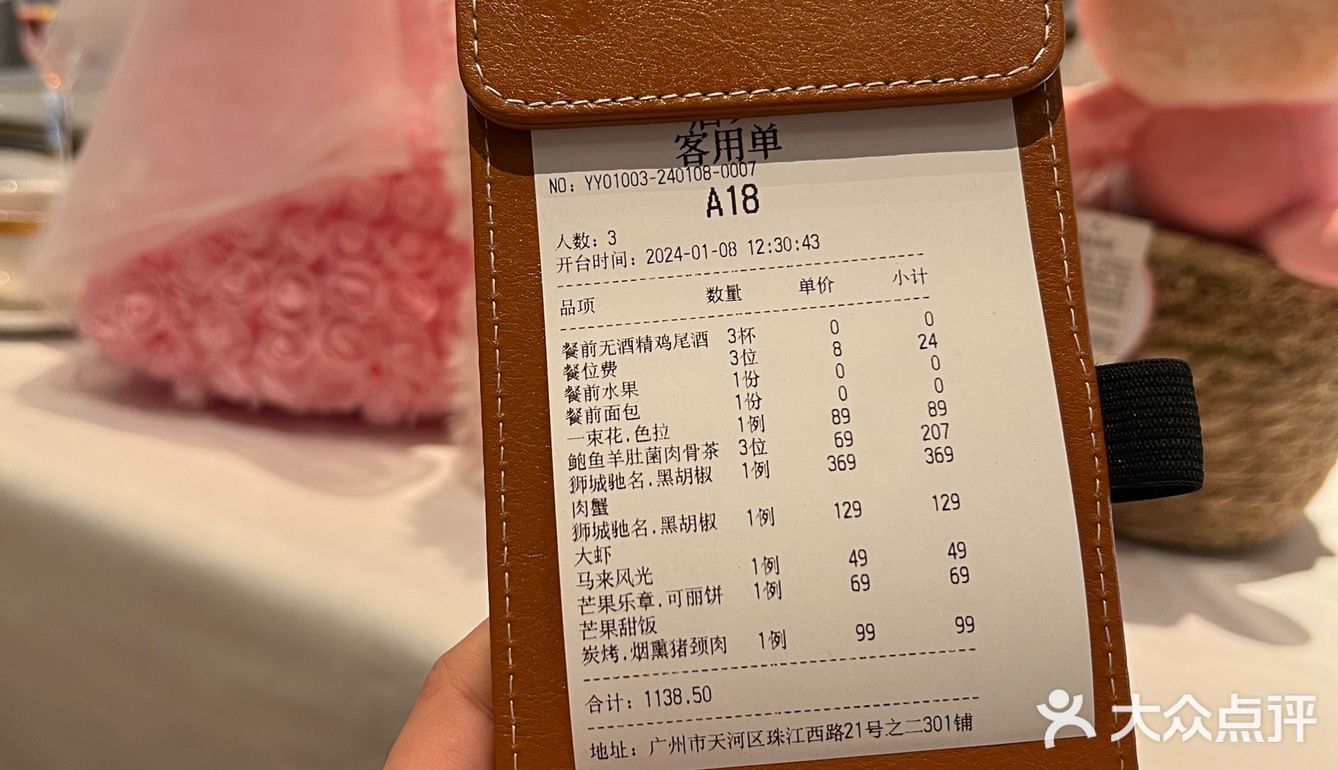 客用单
NO: YY01003-240108-0007
A18
人数: 3
开台时间: 2024-01-08 12:30:43
品项 数量 单价 小计
餐前无酒精鸡尾酒 3杯 0 0
餐位费 3位 8 24
餐前水果 1份 0 0
餐前面包 1份 0 0
一束花.色拉 1例 89 89
鲍鱼羊肚菌肉骨茶 3位 69 207
狮城驰名.黑胡椒 1例 369 369
肉蟹
狮城驰名.黑胡椒 1例 129 129
大虾
马来风光 1例 49 49
芒果乐章.可丽饼 1例 69 69
芒果甜饭
炭烤.烟熏猪颈肉 1例 99 99
合计: 1138.50
地址: 广州市天河区珠江西路21号之二301铺
大众点评